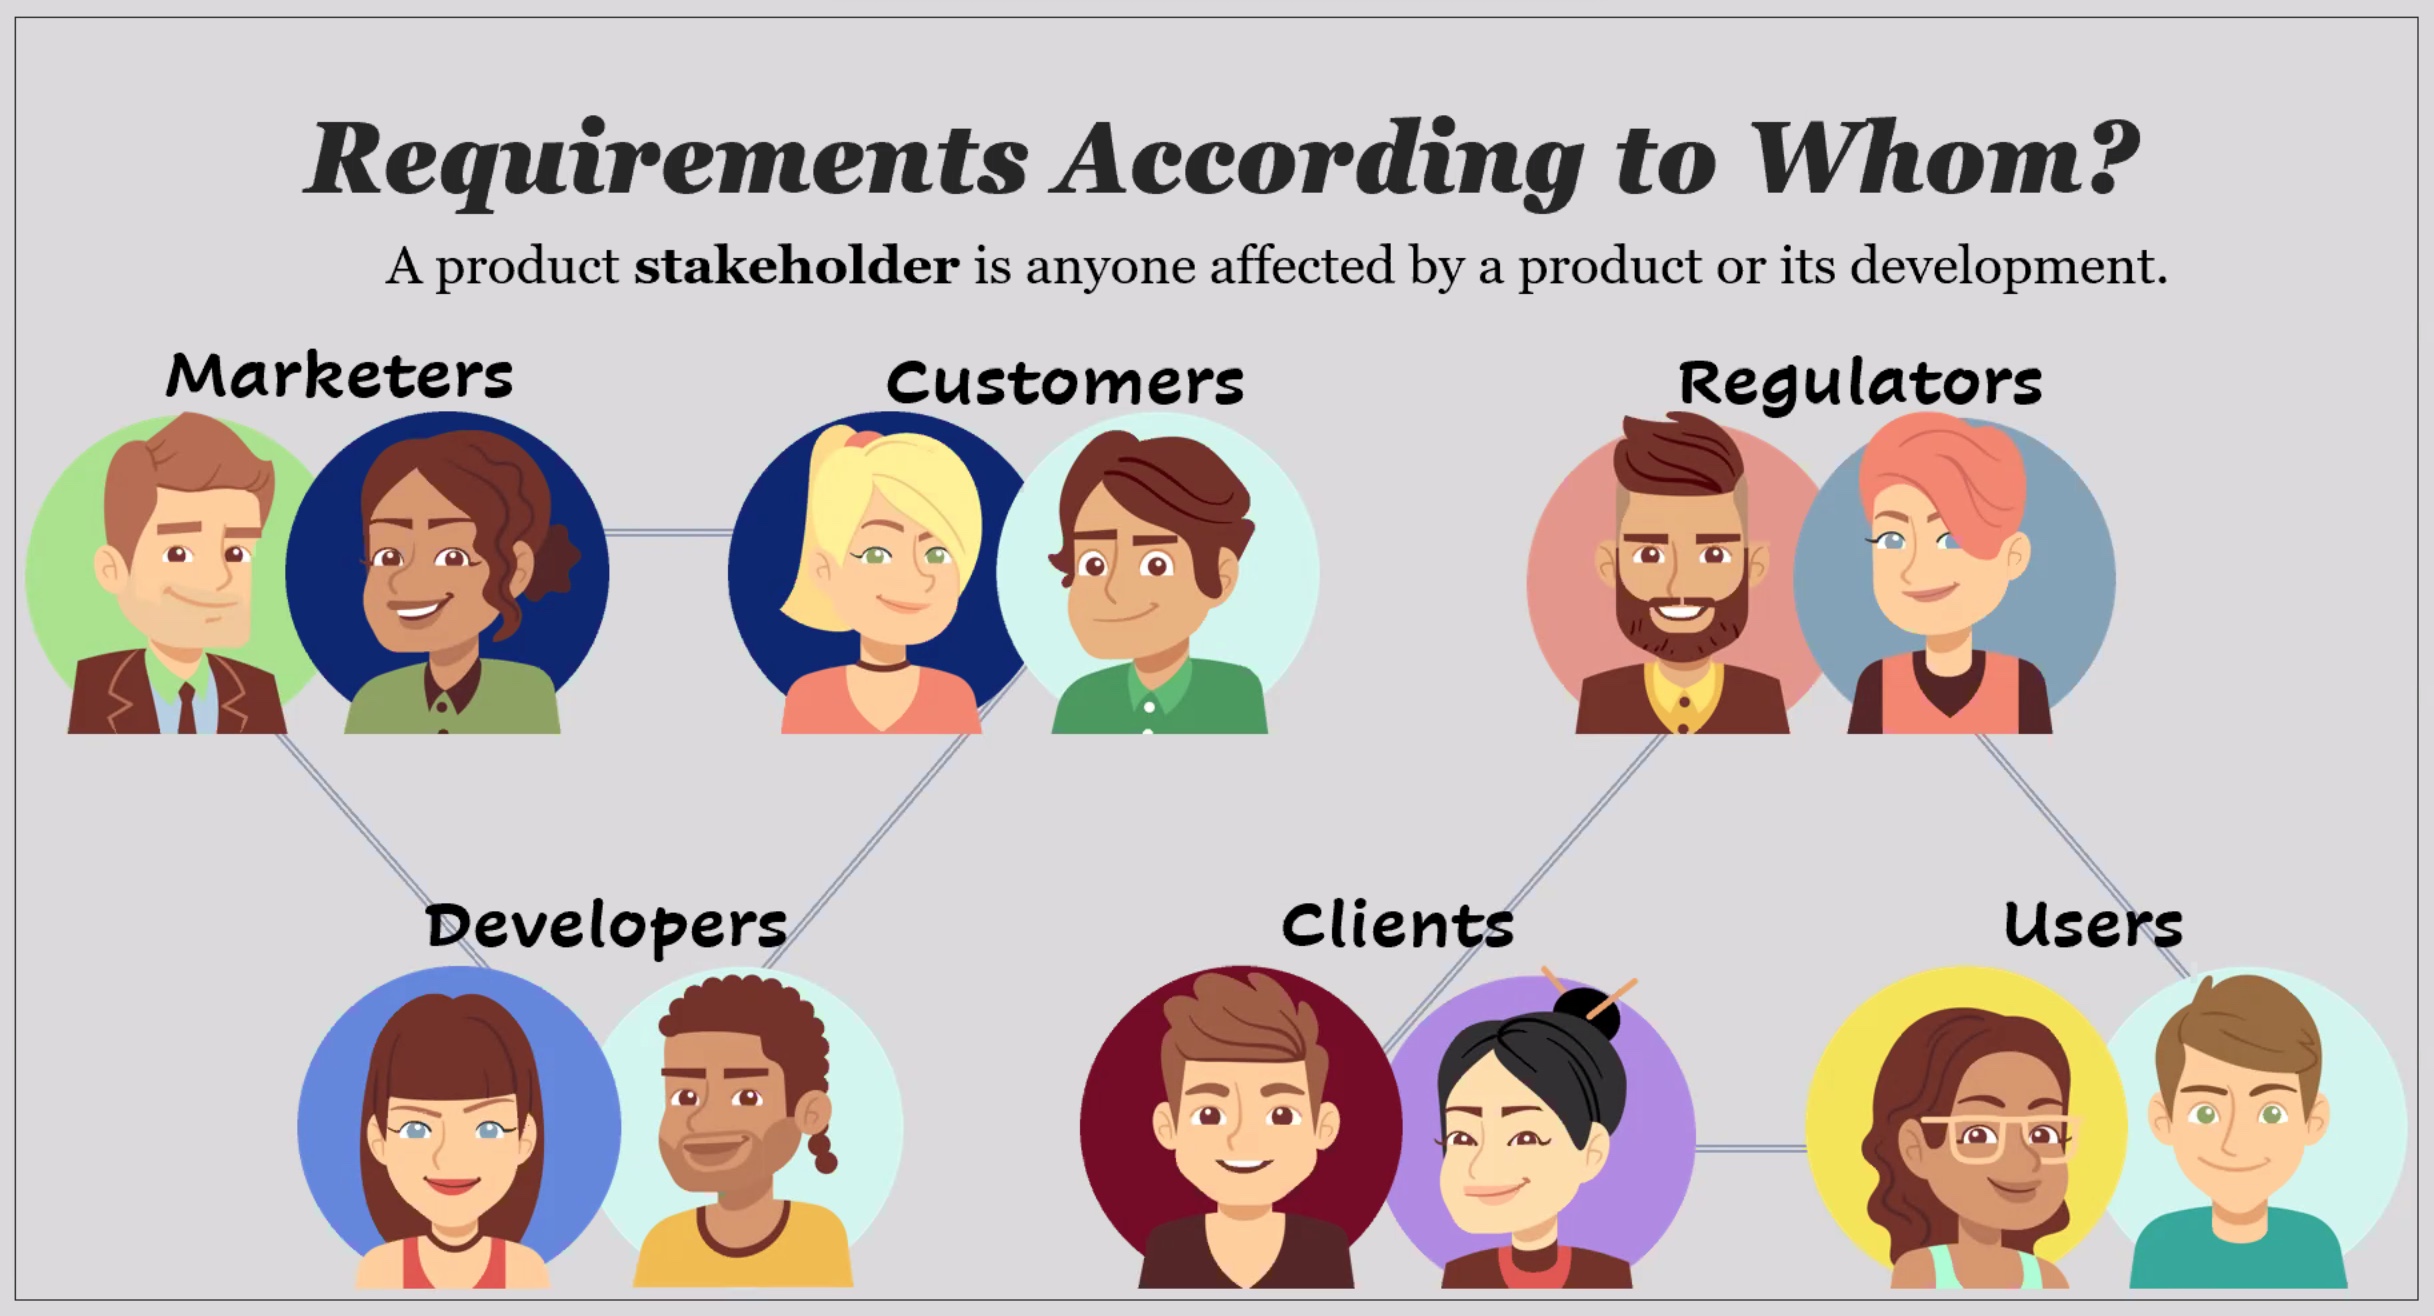 Requirements According to Whom?
A product stakeholder is anyone affected by a product or its development.
Marketers
Customers
Regulators
Developers
Clients
Users